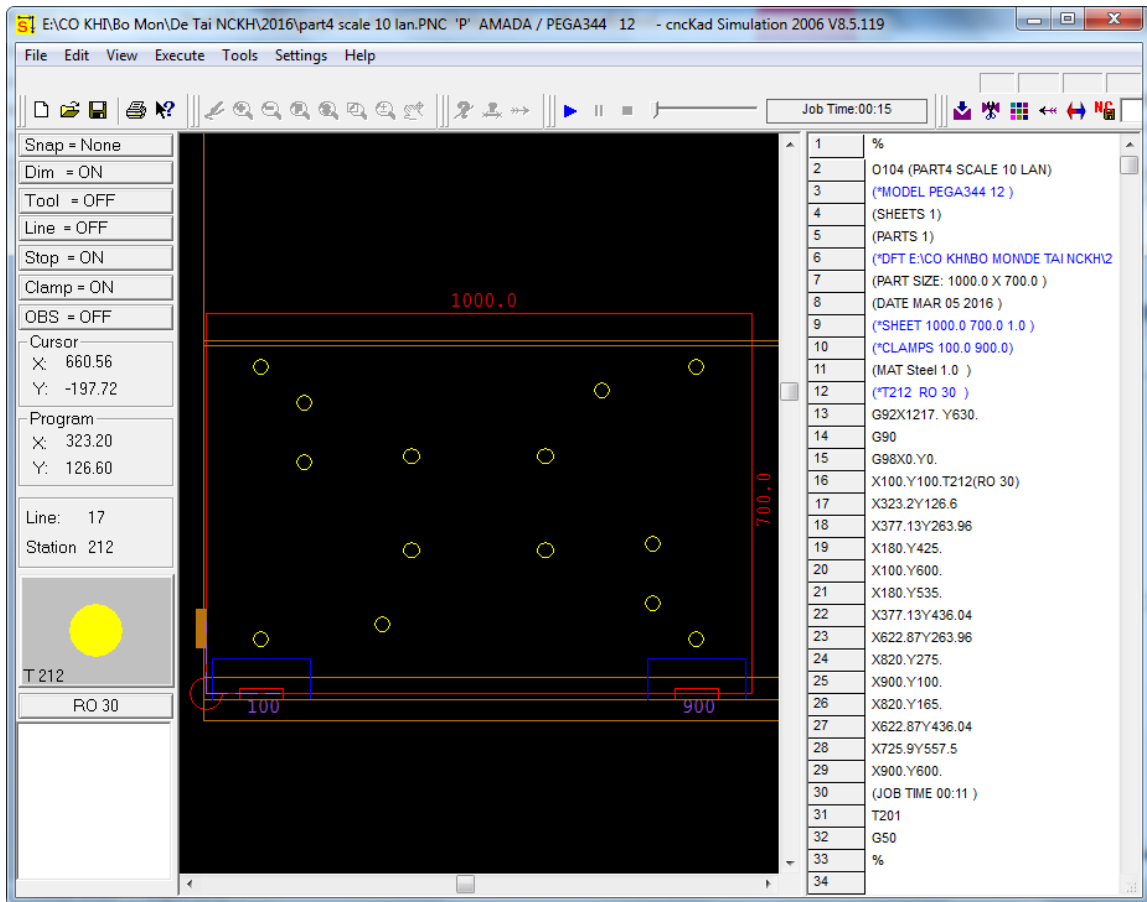 E:\CO KHI\Bo Mon\De Tai NCKH\2016\part4 scale 10 lan.PNC 'P' AMADA / PEGA344 12 - cncKad Simulation 2006 V8.5.119
File Edit View Execute Tools Settings Help
Job Time:00:15
Snap = None
Dim = ON
Tool = OFF
Line = OFF
Stop = ON
Clamp = ON
OBS = OFF
Cursor
X: 660.56
Y: -197.72
Program
X: 323.20
Y: 126.60
Line: 17
Station 212
T 212
RO 30
1000.0
700.0
100
900
1 %
2 O104 (PART4 SCALE 10 LAN)
3 (*MODEL PEGA344 12 )
4 (SHEETS 1)
5 (PARTS 1)
6 (*DFT E:\CO KHI\BO MON\DE TAI NCKH\2
7 (PART SIZE: 1000.0 X 700.0 )
8 (DATE MAR 05 2016 )
9 (*SHEET 1000.0 700.0 1.0 )
10 (*CLAMPS 100.0 900.0)
11 (MAT Steel 1.0 )
12 (*T212 RO 30 )
13 G92X1217. Y630.
14 G90
15 G98X0.Y0.
16 X100.Y100.T212(RO 30)
17 X323.2Y126.6
18 X377.13Y263.96
19 X180.Y425.
20 X100.Y600.
21 X180.Y535.
22 X377.13Y436.04
23 X622.87Y263.96
24 X820.Y275.
25 X900.Y100.
26 X820.Y165.
27 X622.87Y436.04
28 X725.9Y557.5
29 X900.Y600.
30 (JOB TIME 00:11 )
31 T201
32 G50
33 %
34